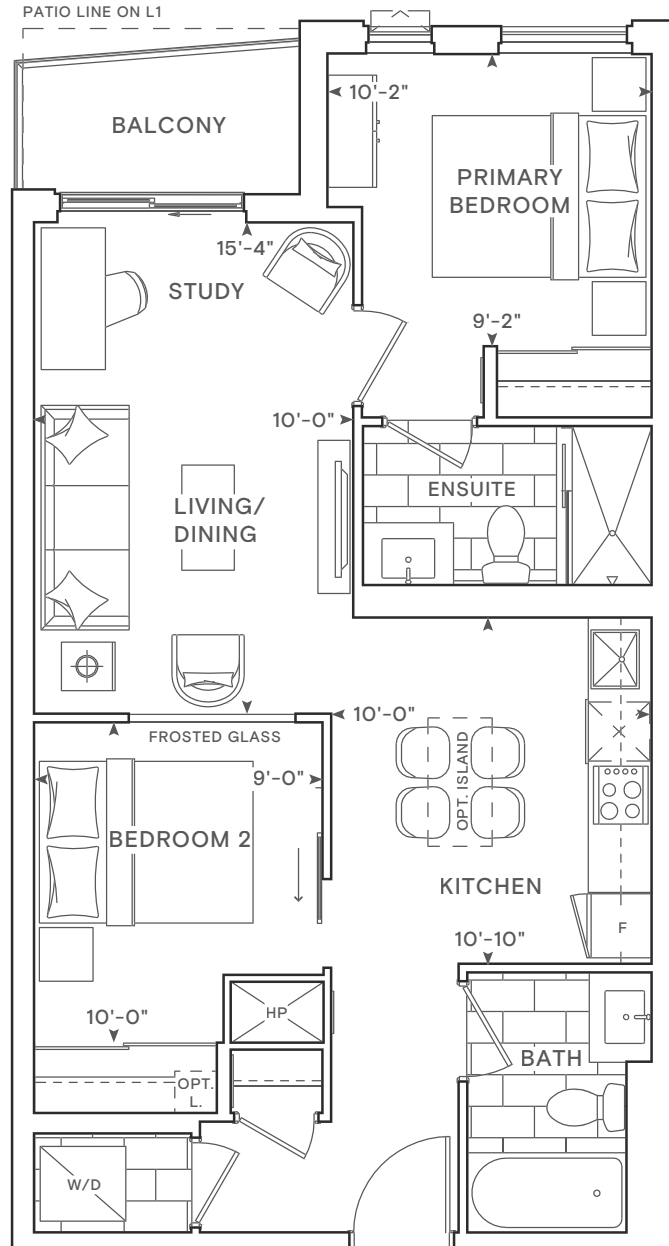 PATIO LINE ON L1
BALCONY
10'-2"
PRIMARY
BEDROOM
15'-4"
STUDY
9'-2"
10'-0"
ENSUITE
LIVING/
DINING
10'-0"
FROSTED GLASS
9'-0"
OPT. ISLAND
BEDROOM 2
KITCHEN
F
10'-10"
10'-0"
HP
BATH
OPT.
L.
W/D